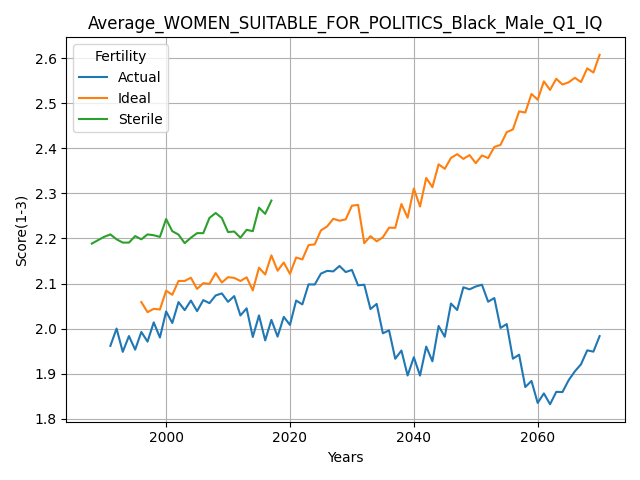 Average_WOMEN_SUITABLE_FOR_POLITICS_Black_Male_Q1_IQ
Fertility
Actual
Ideal
Sterile
Score(1-3)
2.6
2.5
2.4
2.3
2.2
2.1
2.0
1.9
1.8
2000 2020 2040 2060
Years